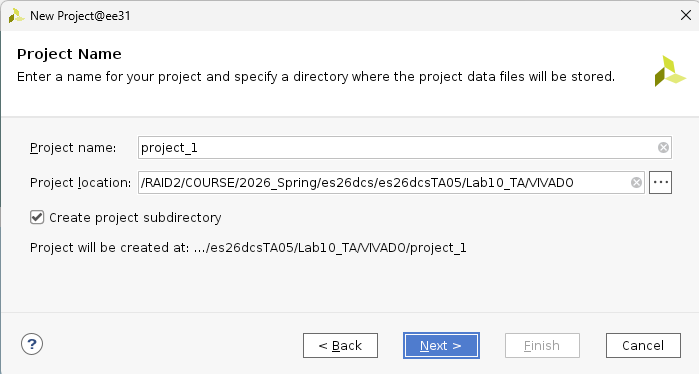 New Project@ee31
Project Name
Enter a name for your project and specify a directory where the project data files will be stored.
Project name: project_1
Project location: /RAID2/COURSE/2026_Spring/es26dcs/es26dcsTA05/Lab10_TA/VIVADO ...
Create project subdirectory
Project will be created at: .../es26dcsTA05/Lab10_TA/VIVADO/project_1
? < Back Next > Finish Cancel